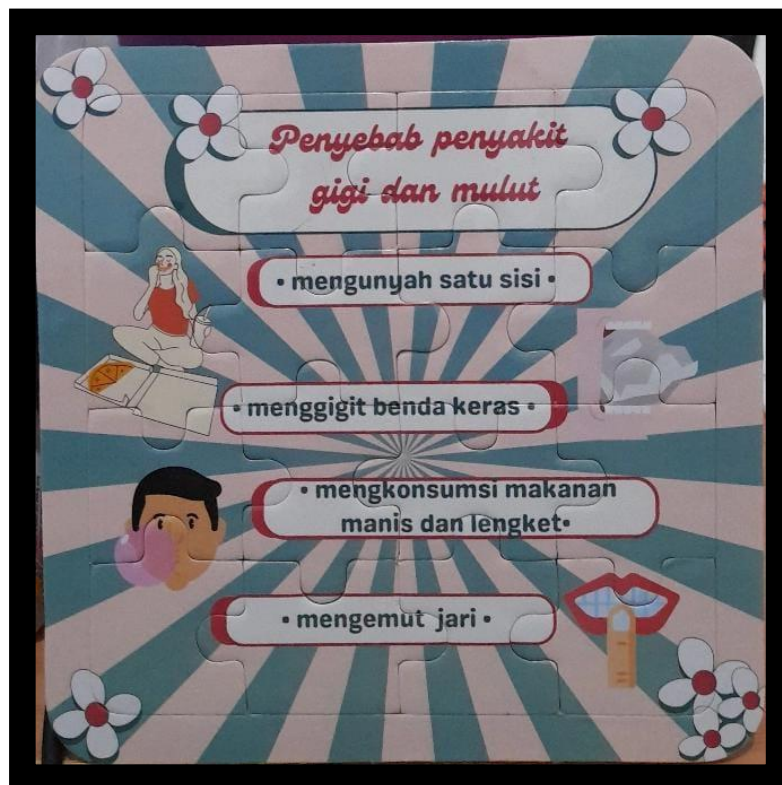 Penyebab penyakit
gigi dan mulut
• mengunyah satu sisi •
• menggigit benda keras •
• mengkonsumsi makanan
manis dan lengket•
• mengemut jari •